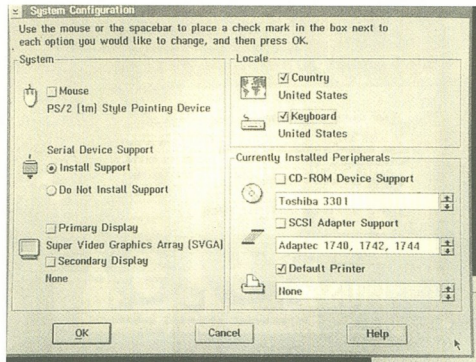 System Configuration
Use the mouse or the spacebar to place a check mark in the box next to
each option you would like to change, and then press OK.
System
Mouse
PS/2 (tm) Style Pointing Device
Serial Device Support
Install Support
Do Not Install Support
Primary Display
Super Video Graphics Array (SVGA)
Secondary Display
None
Locale
Country
United States
Keyboard
United States
Currently Installed Peripherals
CD-ROM Device Support
Toshiba 3301
SCSI Adapter Support
Adaptec 1740, 1742, 1744
Default Printer
None
OK
Cancel
Help